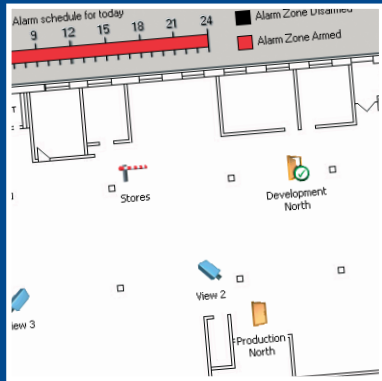 Alarm schedule for today
9 12 15 18 21 24
Alarm Zone Disarmed
Alarm Zone Armed
T
Stores
Development
North
View 2
iew 3
Production
North